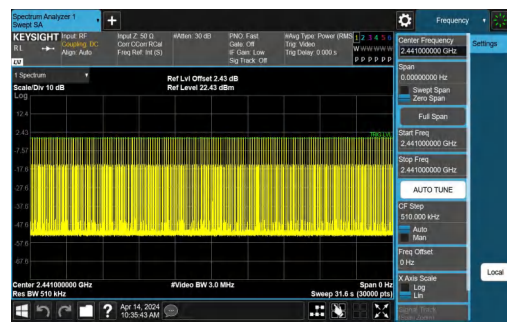 Spectrum Analyzer 1
Swept SA
Frequency
KEYSIGHT
RL
LV
Input: RF
Coupling: DC
Align: Auto
Input Z: 50 Ω
Corr CCorr RCal
Freq Ref: Int (S)
#Atten: 30 dB
PNO: Fast
Gate: Off
IF Gain: Low
Sig Track: Off
#Avg Type: Power (RMS
Trig: Video
Trig Delay: 0.000 s
1 2 3 4 5 6
W W W W W W
P P P P P P
Center Frequency
2.441000000 GHz
Settings
Span
0.00000000 Hz
Swept Span
Zero Span
Full Span
Start Freq
2.441000000 GHz
Stop Freq
2.441000000 GHz
AUTO TUNE
CF Step
510.000 kHz
Auto
Man
Freq Offset
0 Hz
X Axis Scale
Log
Lin
Signal Track
Local
1 Spectrum
Scale/Div 10 dB
Ref Lvl Offset 2.43 dB
Ref Level 22.43 dBm
Log
12.4
2.43
TRIG LVL
-7.57
-17.6
-27.6
-37.6
-47.6
-57.6
-67.6
Center 2.441000000 GHz
Res BW 510 kHz
#Video BW 3.0 MHz
Span 0 Hz
Sweep 31.6 s (30000 pts)
?
Apr 14, 2024
10:35:43 AM